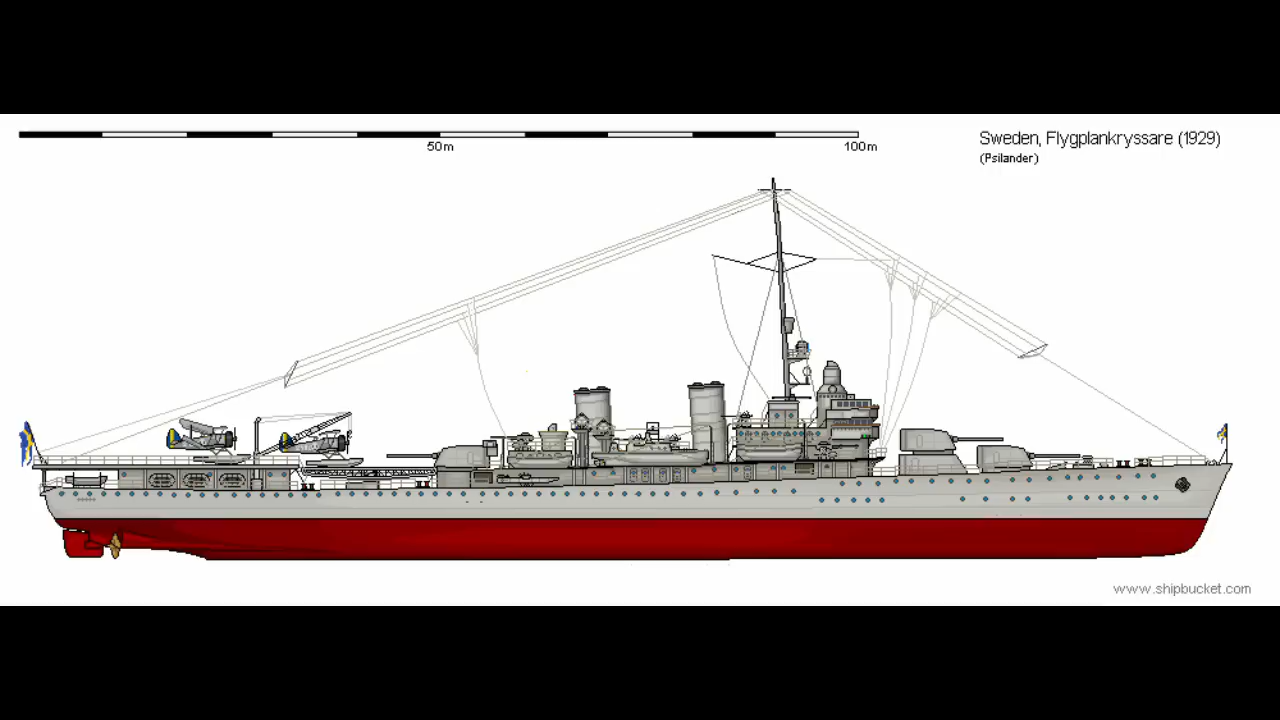 50m
100m
Sweden, Flygplankryssare (1929)
(Psilander)
www.shipbucket.com